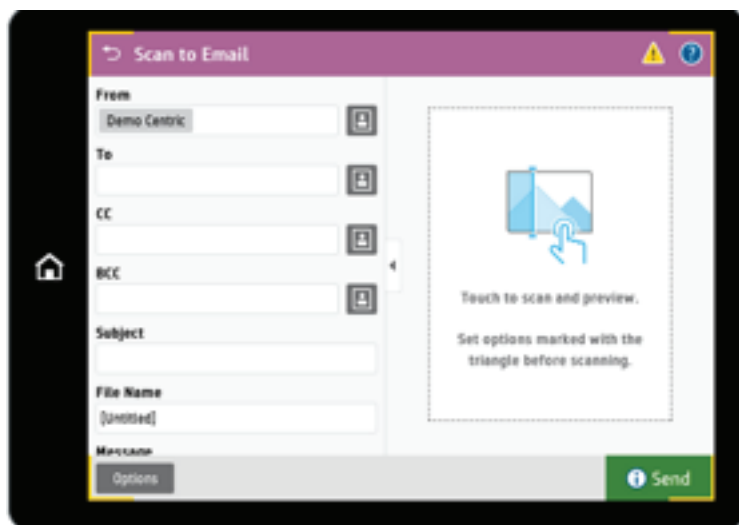 Scan to Email
From
Demo Centric
To
CC
BCC
Subject
File Name
[Untitled]
Message
Options
Touch to scan and preview.
Set options marked with the
triangle before scanning.
Send